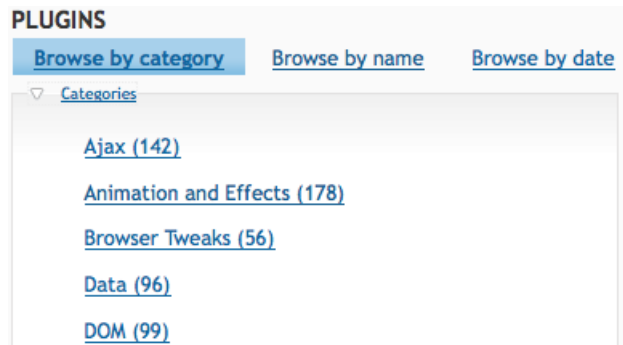 PLUGINS
Browse by category Browse by name Browse by date
Categories
Ajax (142)
Animation and Effects (178)
Browser Tweaks (56)
Data (96)
DOM (99)